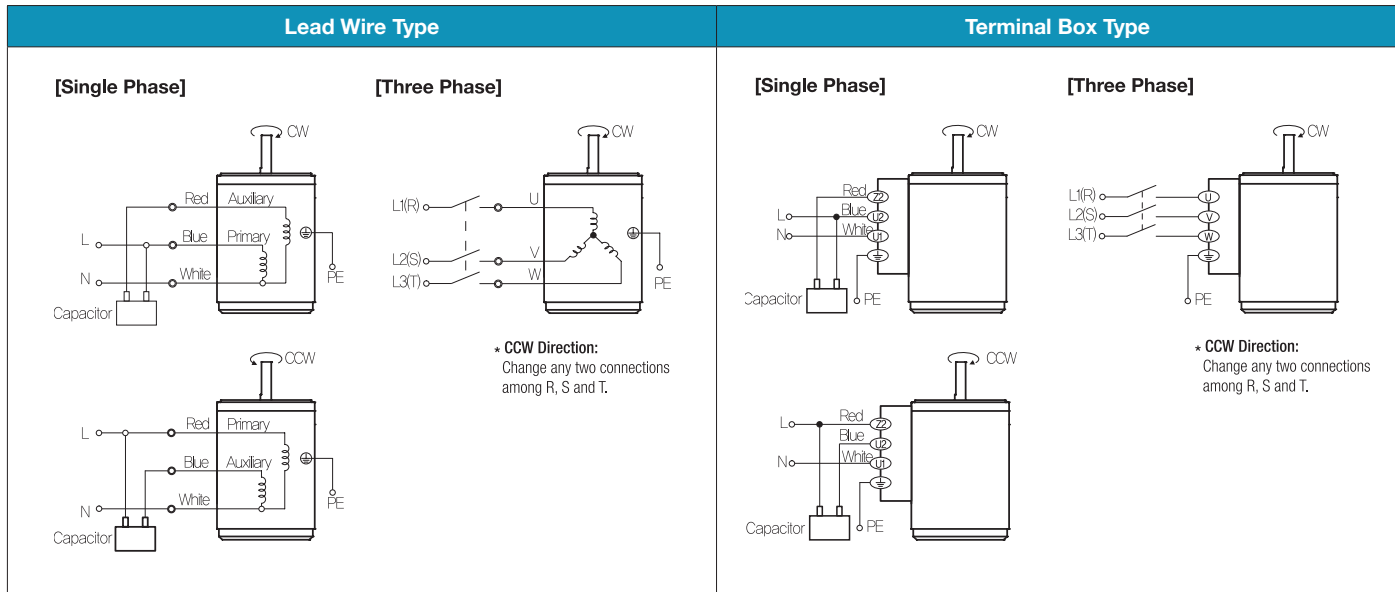 Lead Wire Type
[Single Phase]
CW
Red
Auxiliary
L
Blue
Primary
N
White
PE
Capacitor
CCW
L
Red
Primary
Blue
Auxiliary
N
White
PE
Capacitor
[Three Phase]
CW
L1(R)
U
L2(S)
V
L3(T)
W
PE
* CCW Direction:
Change any two connections
among R, S and T.
Terminal Box Type
[Single Phase]
CW
Red
Z2
L
Blue
U2
N
White
U1
Capacitor
PE
CCW
L
Red
Z2
Blue
U2
N
White
U1
Capacitor
PE
[Three Phase]
CW
L1(R)
U
L2(S)
V
L3(T)
W
PE
* CCW Direction:
Change any two connections
among R, S and T.